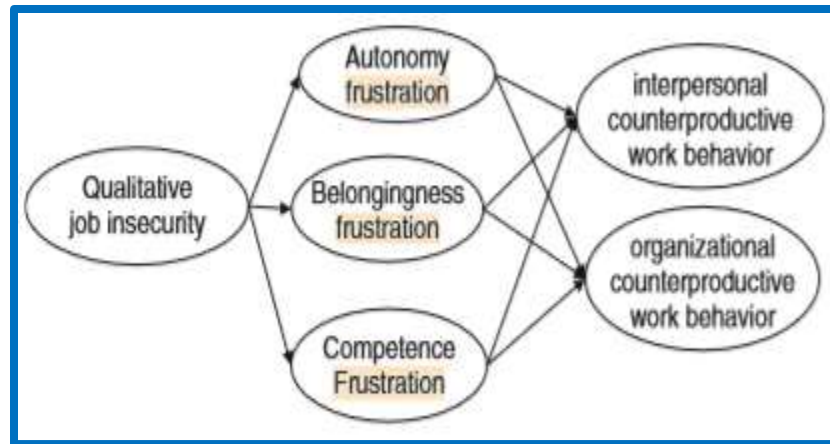 Autonomy
frustration
Qualitative
job insecurity
Belongingness
frustration
Competence
Frustration
interpersonal
counterproductive
work behavior
organizational
counterproductive
work behavior